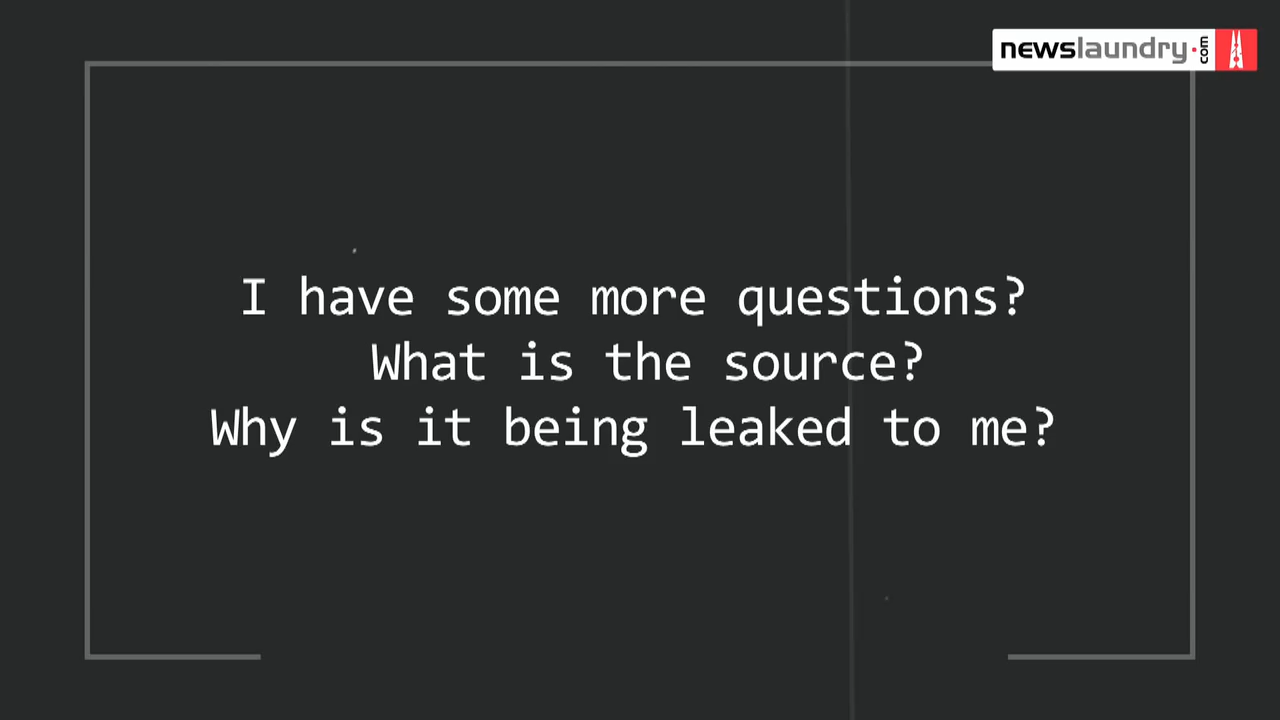 newslaundry.com
I have some more questions?
What is the source?
Why is it being leaked to me?